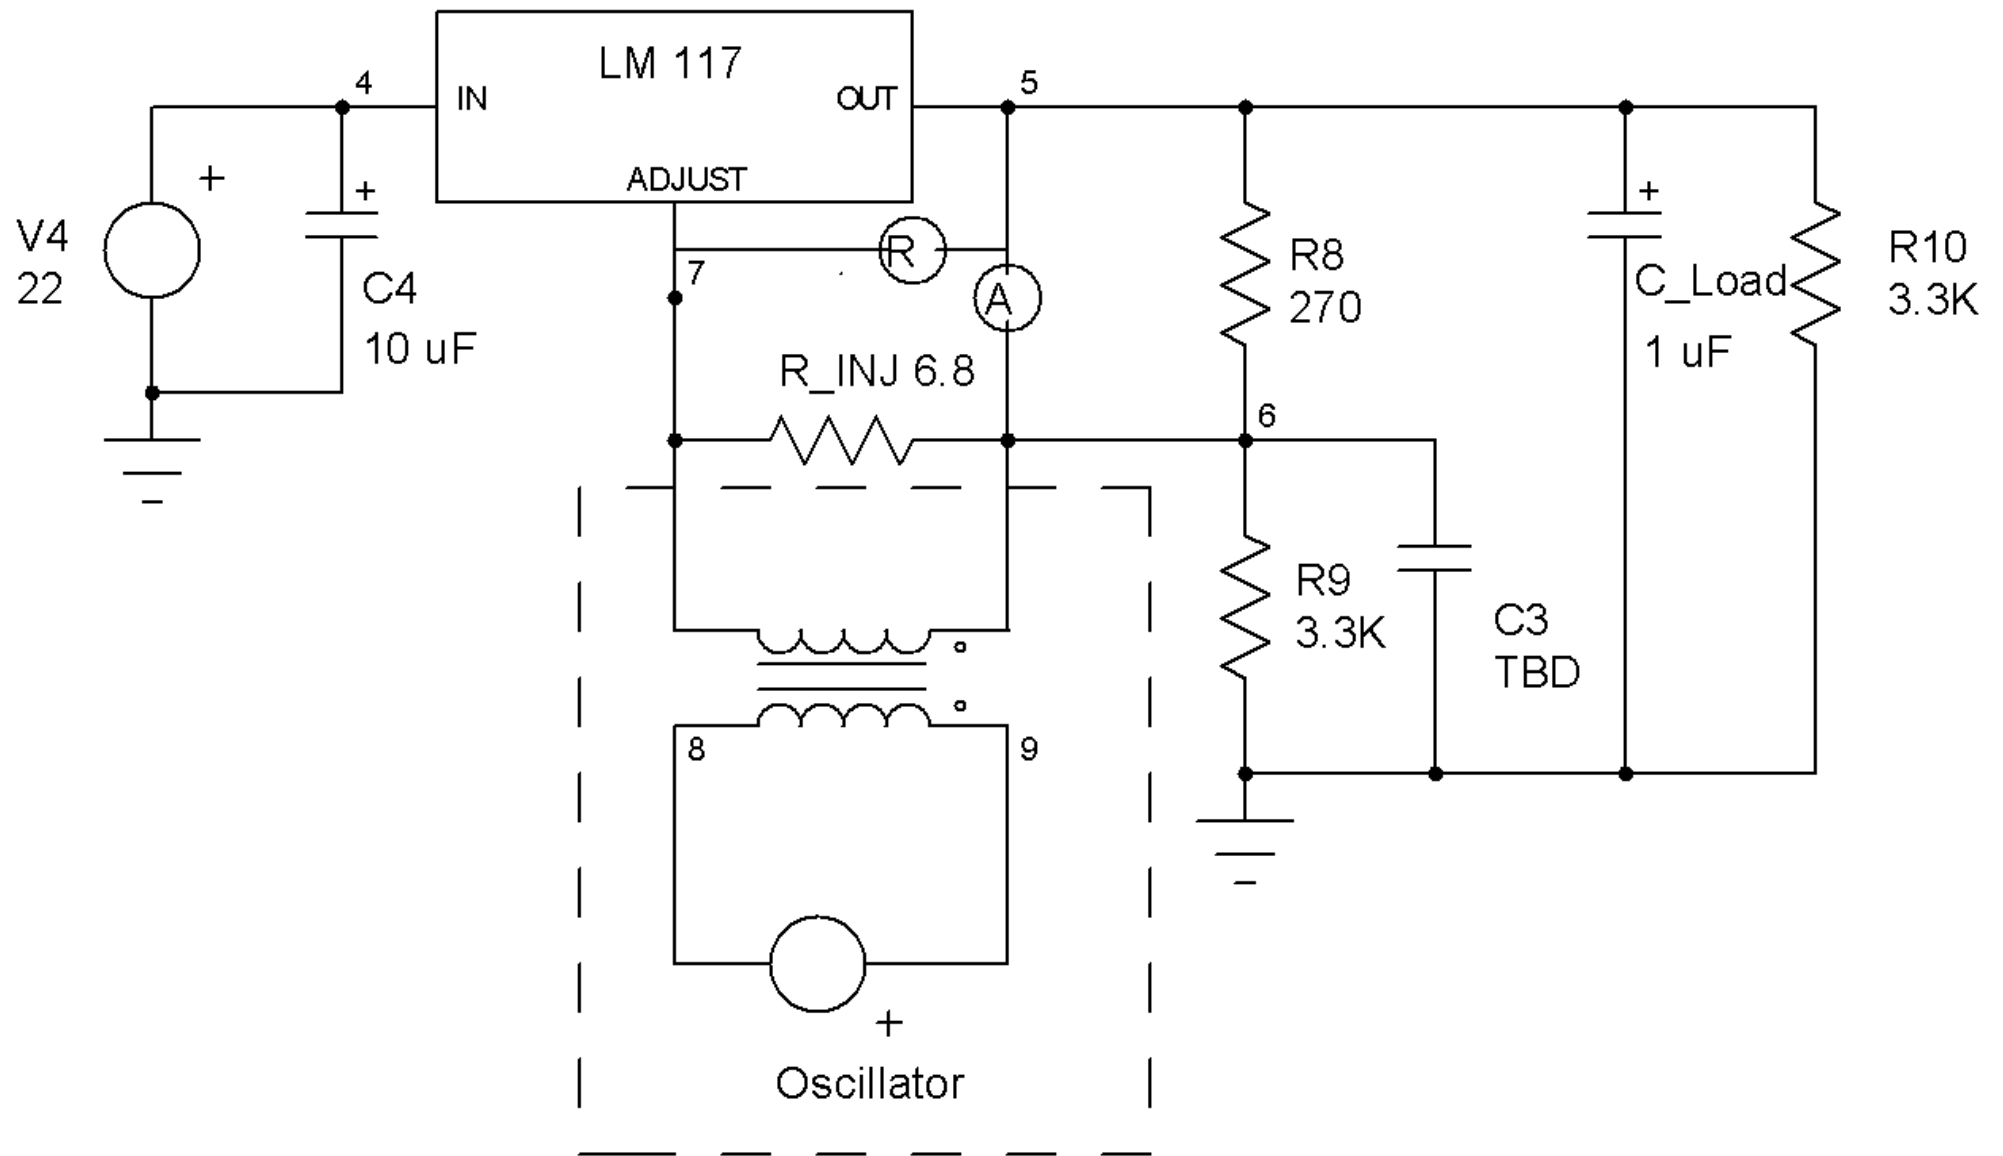 LM 117
4
5
IN
OUT
ADJUST
+
+
+
V4
22
R
7
C4
10 uF
A
R8
270
C_Load
1 uF
R10
3.3K
R_INJ 6.8
6
R9
3.3K
C3
TBD
8
9
+
Oscillator